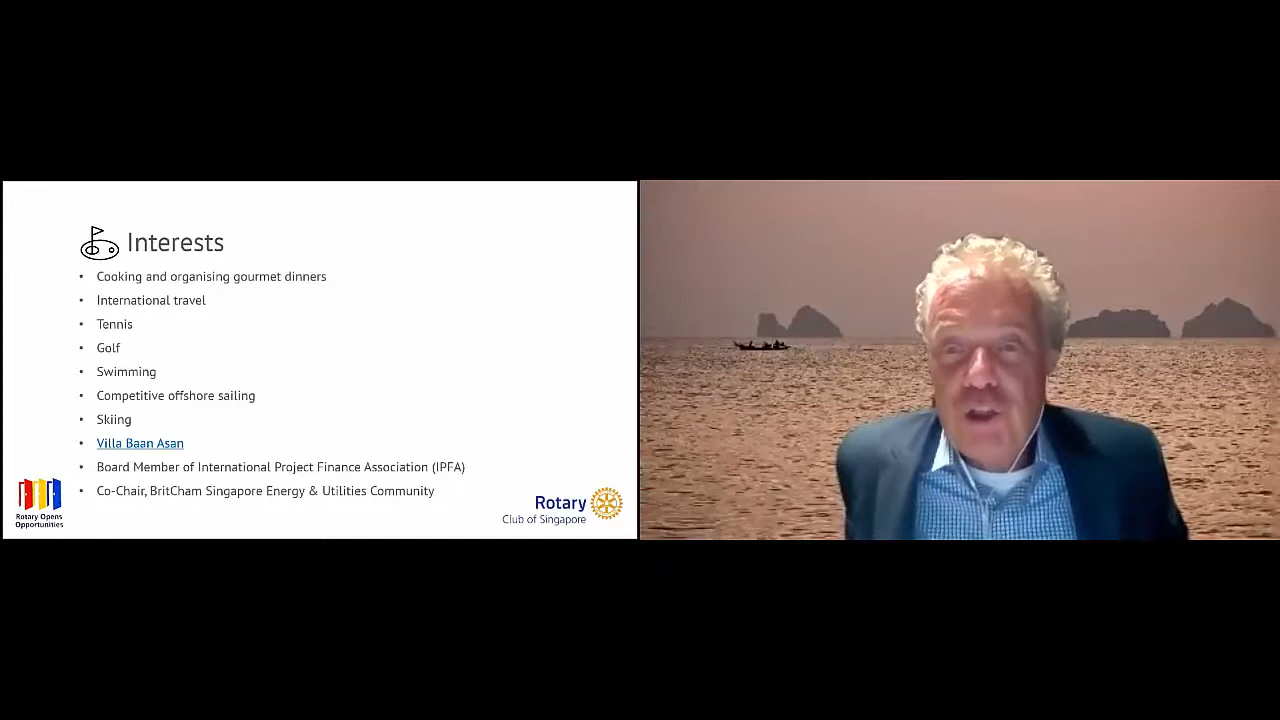 Interests
• Cooking and organising gourmet dinners
• International travel
• Tennis
• Golf
• Swimming
• Competitive offshore sailing
• Skiing
• Villa Baan Asan
• Board Member of International Project Finance Association (IPFA)
• Co-Chair, BritCham Singapore Energy & Utilities Community
Rotary Opens
Opportunities
Rotary
Club of Singapore